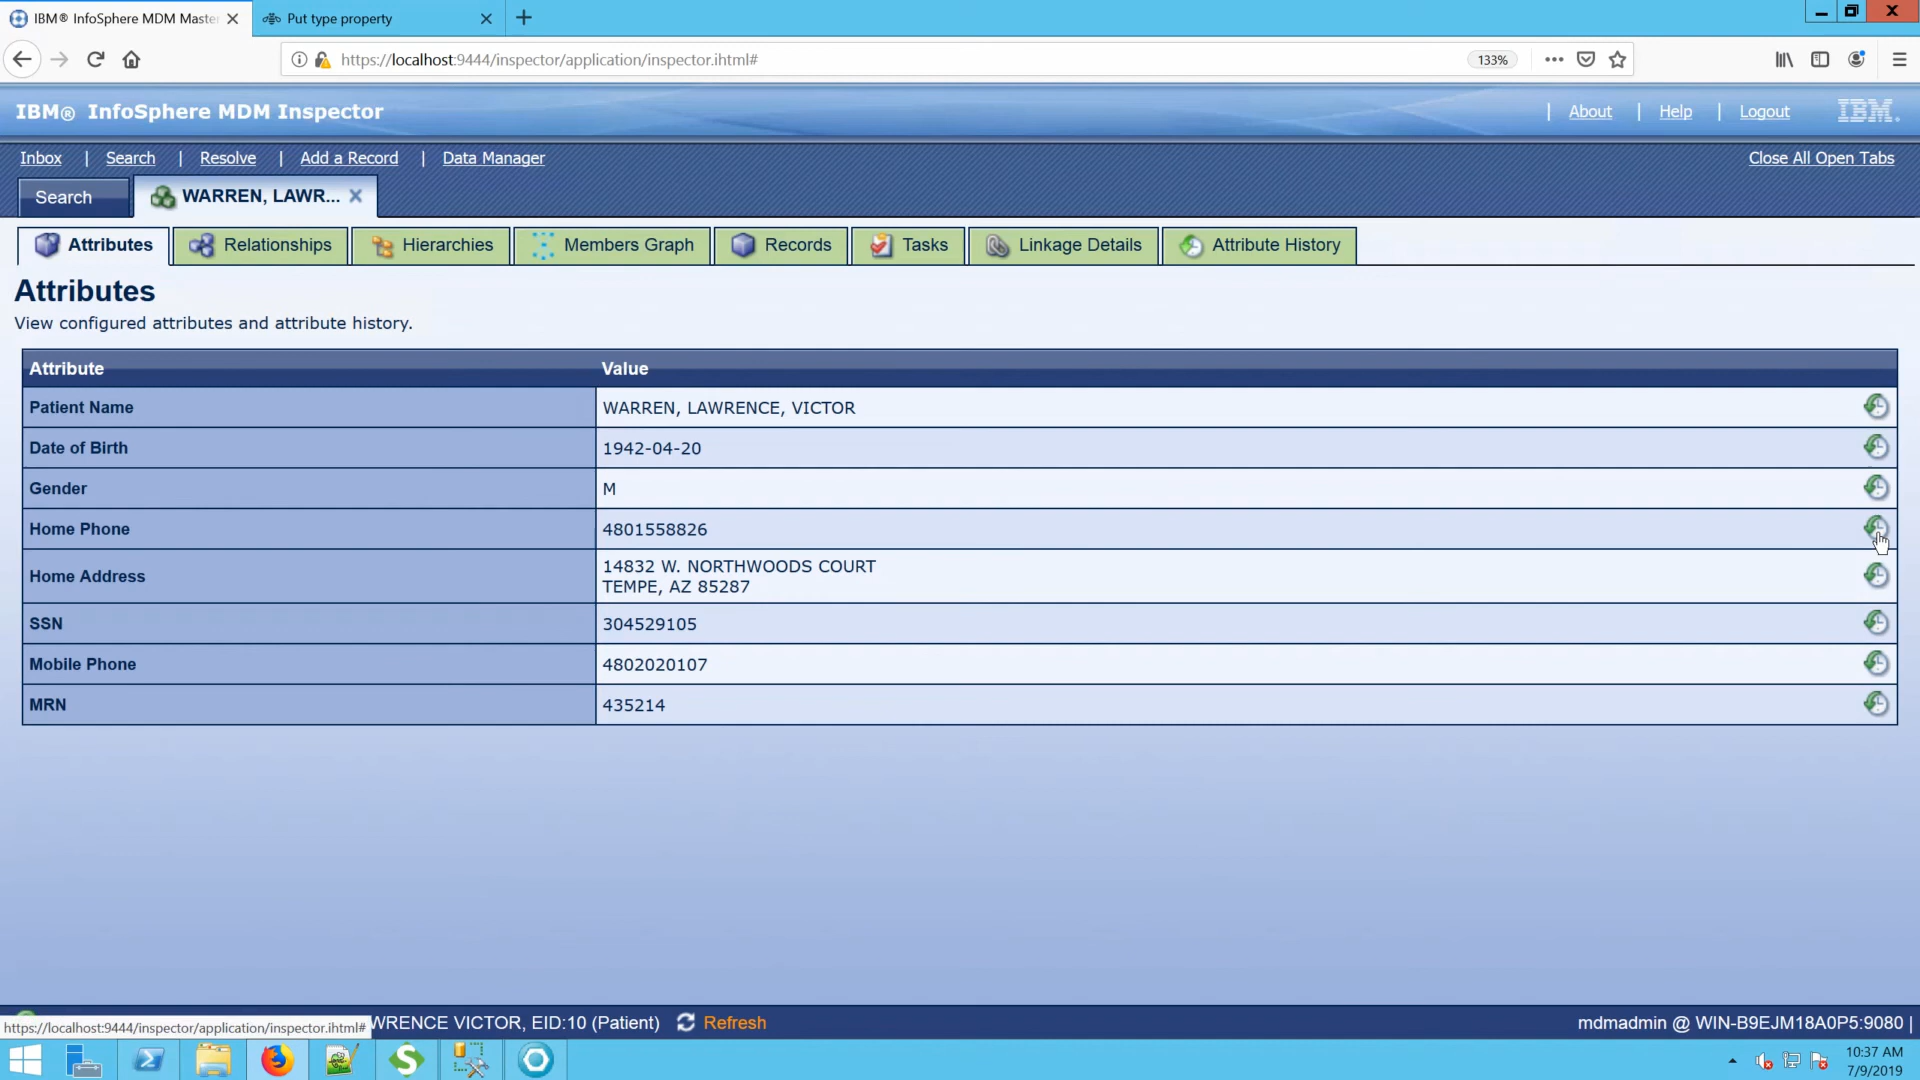 IBM® InfoSphere MDM Maste
Put type property
https://localhost:9444/inspector/application/inspector.ihtml#
133%
IBM® InfoSphere MDM Inspector
| About | Help | Logout
IBM.
Inbox | Search | Resolve | Add a Record | Data Manager
Close All Open Tabs
Search
WARREN, LAWR...
Attributes
Relationships
Hierarchies
Members Graph
Records
Tasks
Linkage Details
Attribute History
Attributes
View configured attributes and attribute history.
Attribute Value
Patient Name WARREN, LAWRENCE, VICTOR
Date of Birth 1942-04-20
Gender M
Home Phone 4801558826
Home Address 14832 W. NORTHWOODS COURT
TEMPE, AZ 85287
SSN 304529105
Mobile Phone 4802020107
MRN 435214
https://localhost:9444/inspector/application/inspector.ihtml#
WRENCE VICTOR, EID:10 (Patient)
Refresh
mdmadmin @ WIN-B9EJM18A0P5:9080 |
10:37 AM
7/9/2019